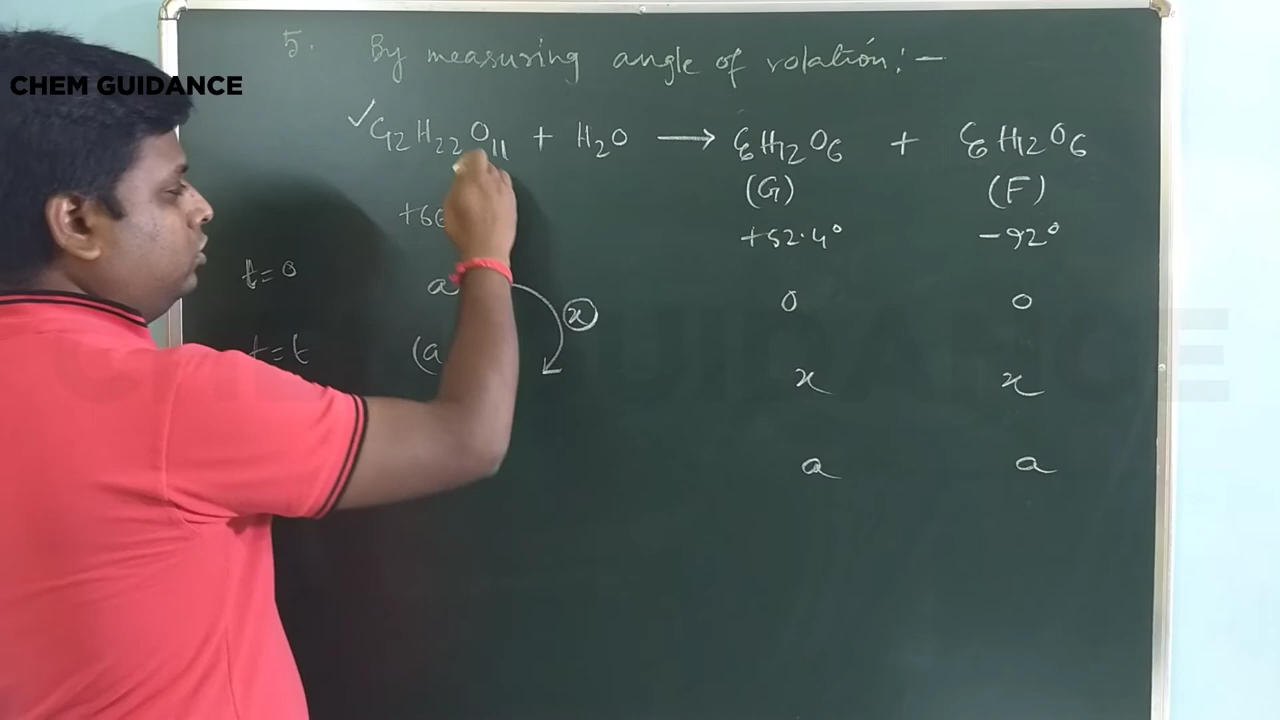 5. By measuring angle of rotation:-
CHEM GUIDANCE
✓C12H22O11 + H2O → C6H12O6 + C6H12O6
(G) (F)
+52.4° -92°
t=0 a x 0 0
t=t (a x x
a a